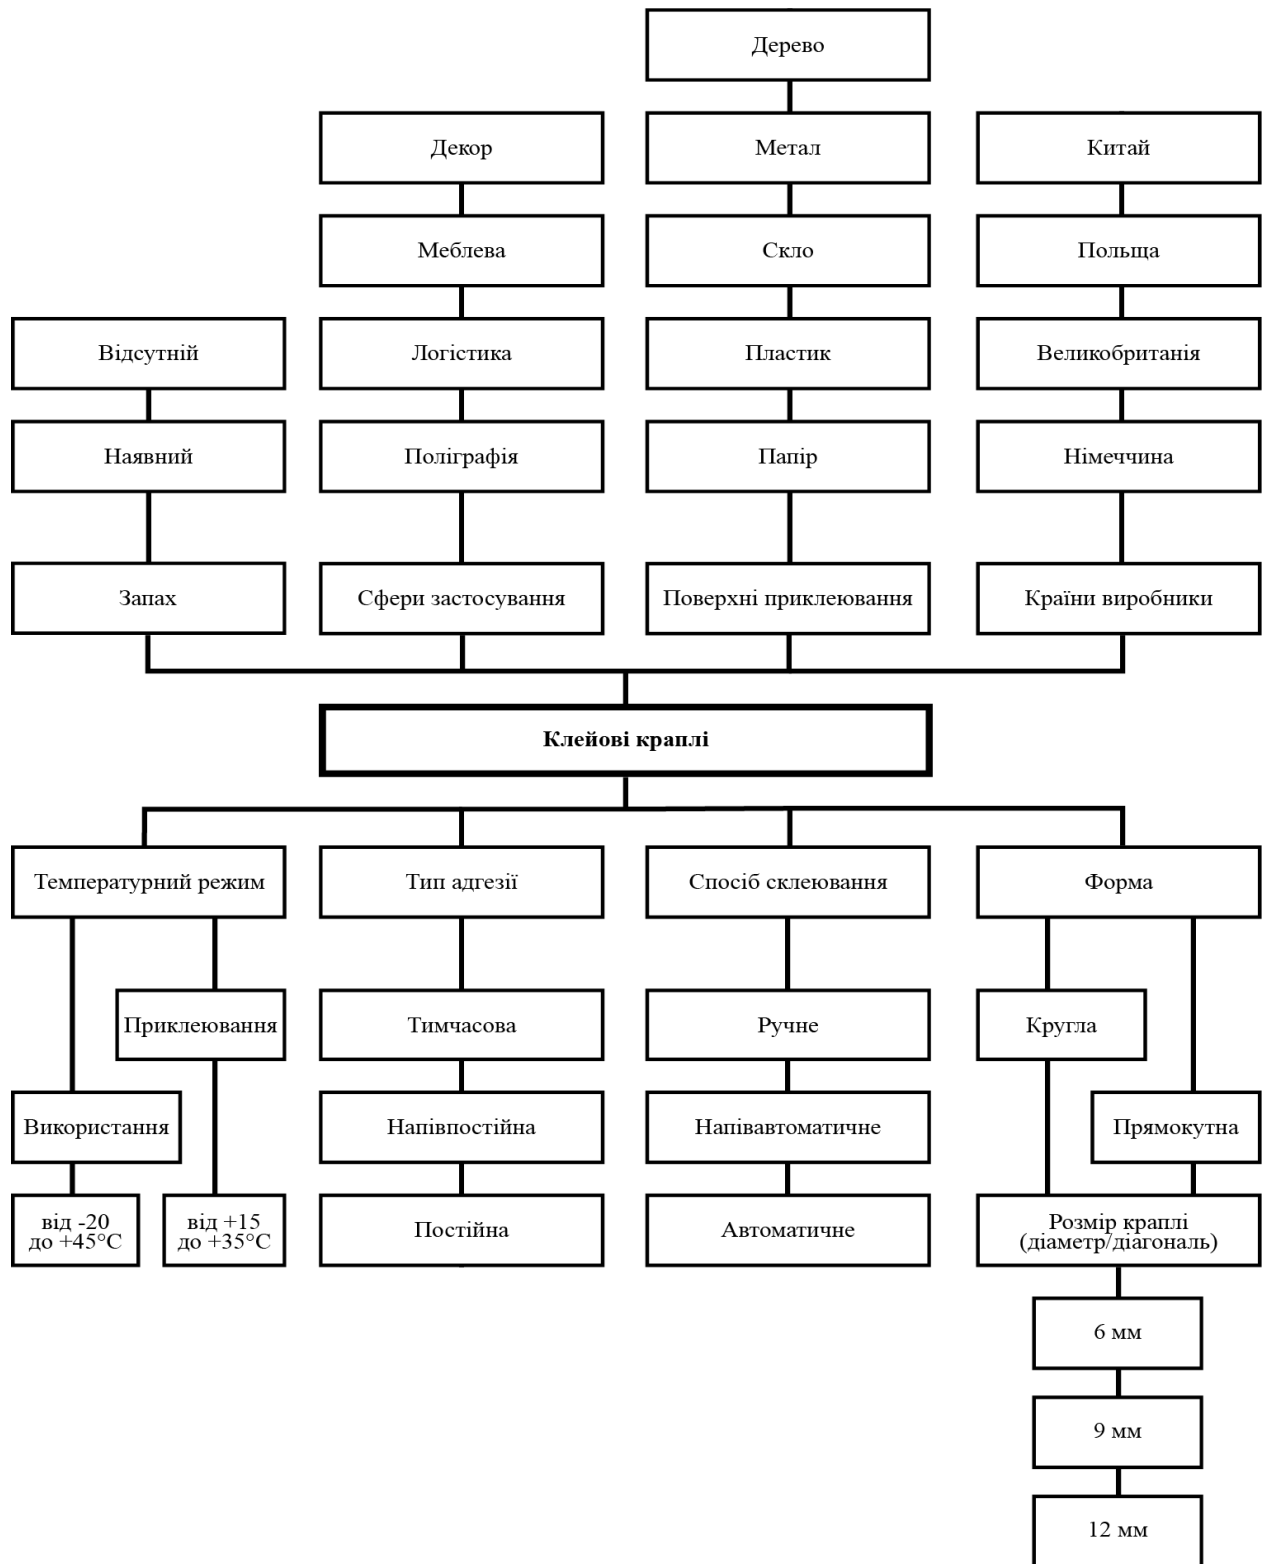 Дерево
Декор
Метал
Китай
Меблева
Скло
Польща
Відсутній
Логістика
Пластик
Великобританія
Наявний
Поліграфія
Папір
Німеччина
Запах
Сфери застосування
Поверхні приклеювання
Країни виробники
Клейові краплі
Температурний режим
Тип адгезії
Спосіб склеювання
Форма
Приклеювання
Тимчасова
Ручне
Кругла
Використання
Напівпостійна
Напівавтоматичне
Прямокутна
від -20
до +45°C
від +15
до +35°C
Постійна
Автоматичне
Розмір краплі
(діаметр/діагональ)
6 мм
9 мм
12 мм